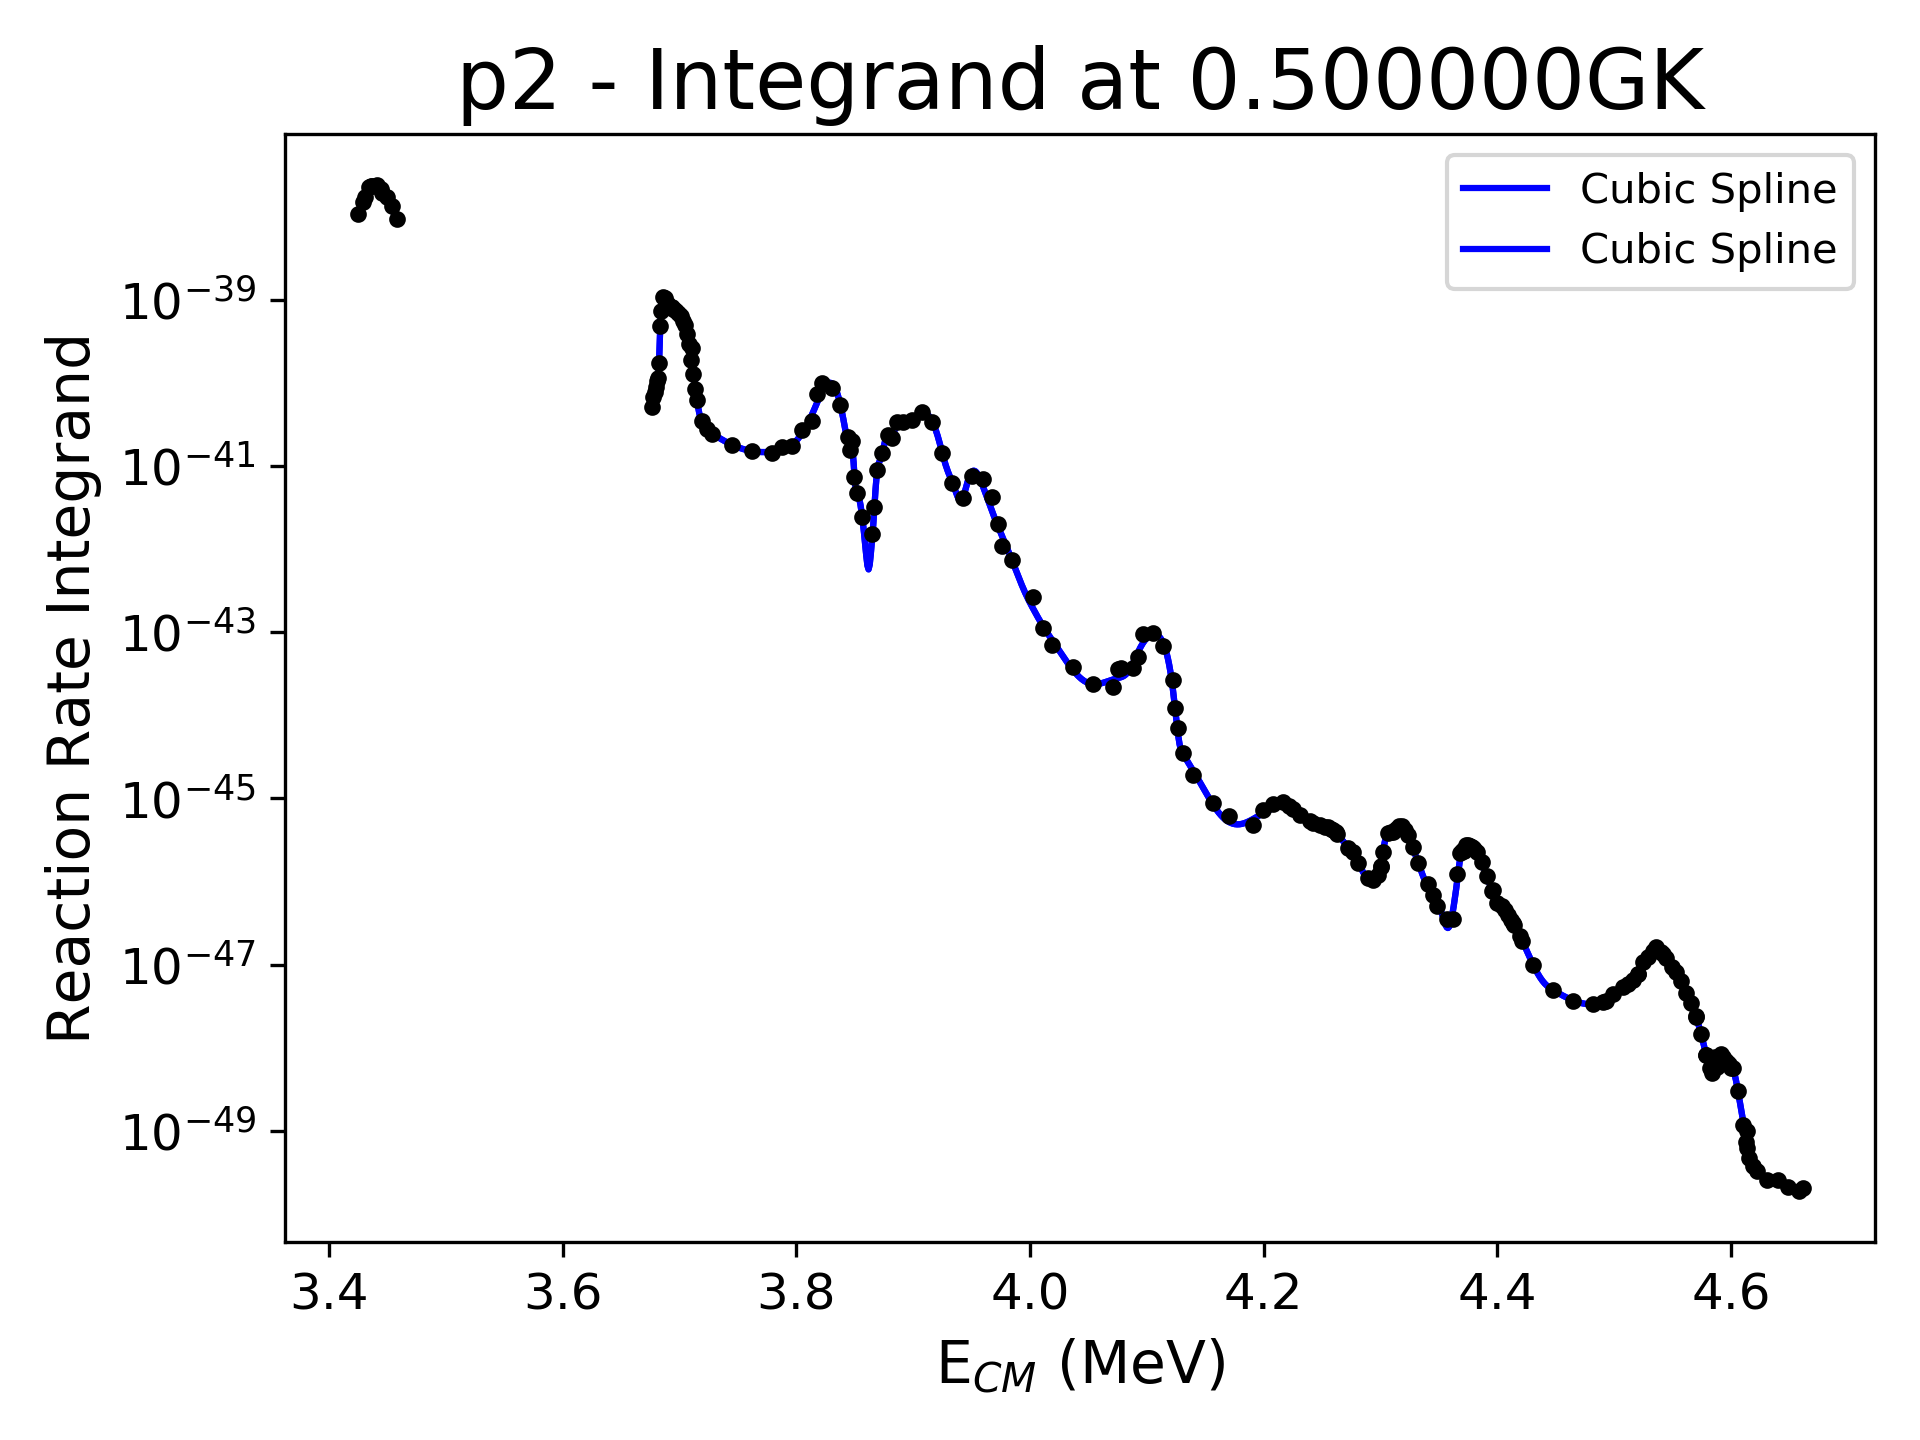 p2 - Integrand at 0.500000GK
Cubic Spline
Cubic Spline
Reaction Rate Integrand
10⁻³⁹
10⁻⁴¹
10⁻⁴³
10⁻⁴⁵
10⁻⁴⁷
10⁻⁴⁹
3.4 3.6 3.8 4.0 4.2 4.4 4.6
E_CM (MeV)